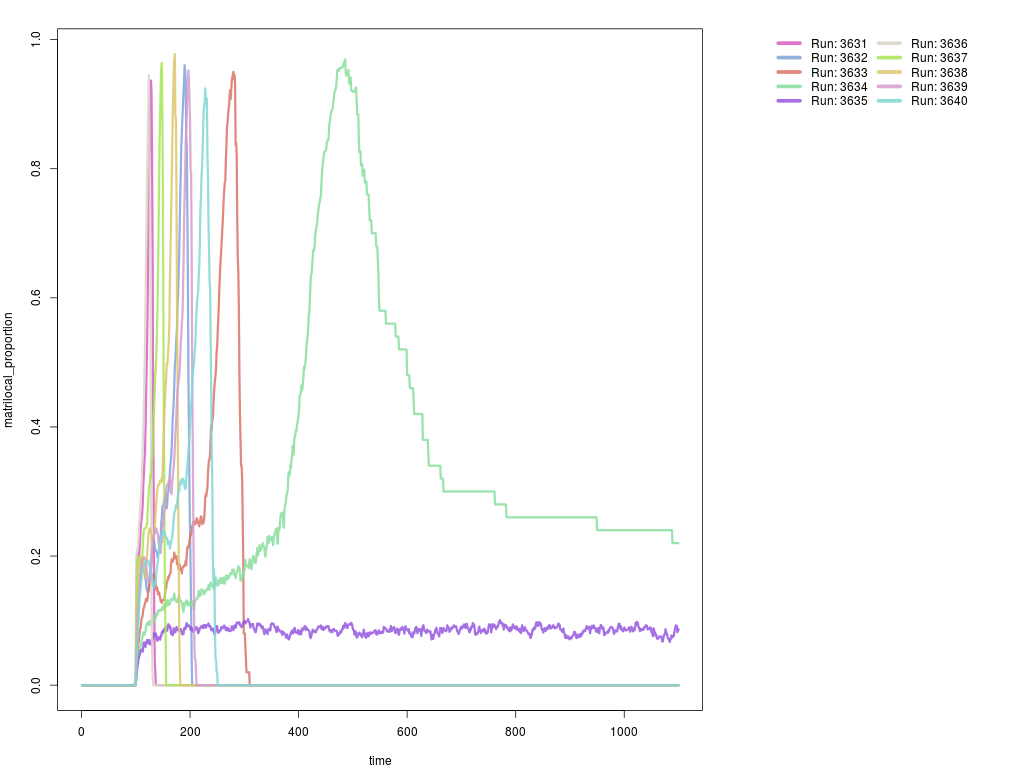 Run: 3631 Run: 3636
Run: 3632 Run: 3637
Run: 3633 Run: 3638
Run: 3634 Run: 3639
Run: 3635 Run: 3640
1.0
0.8
0.6
0.4
0.2
0.0
matrilocal_proportion
0 200 400 600 800 1000
time